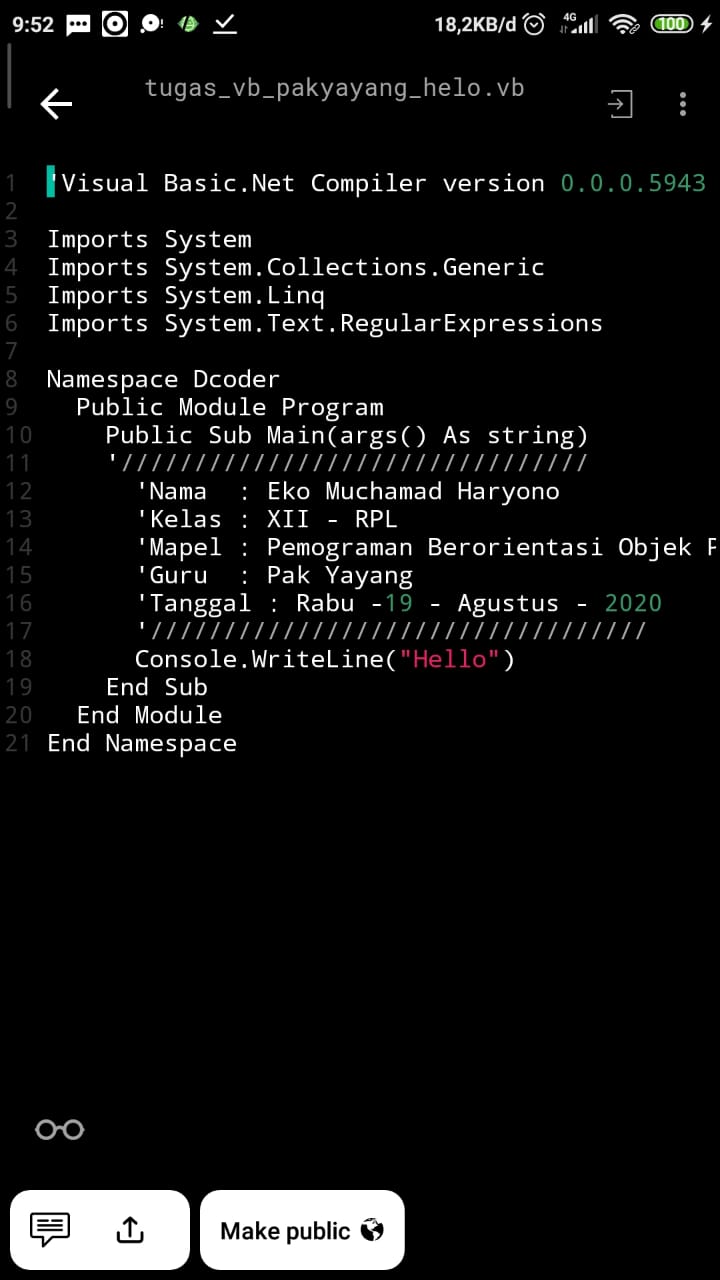 9:52 18,2KB/d 4G 100
tugas_vb_pakyayang_helo.vb
1 'Visual Basic.Net Compiler version 0.0.0.5943
2
3 Imports System
4 Imports System.Collections.Generic
5 Imports System.Linq
6 Imports System.Text.RegularExpressions
7
8 Namespace Dcoder
9   Public Module Program
10     Public Sub Main(args() As string)
11     '////////////////////////////////
12       'Nama  : Eko Muchamad Haryono
13       'Kelas : XII - RPL
14       'Mapel : Pemograman Berorientasi Objek P
15       'Guru  : Pak Yayang
16       'Tanggal : Rabu -19 - Agustus - 2020
17       '//////////////////////////////////
18       Console.WriteLine("Hello")
19     End Sub
20   End Module
21 End Namespace
Make public